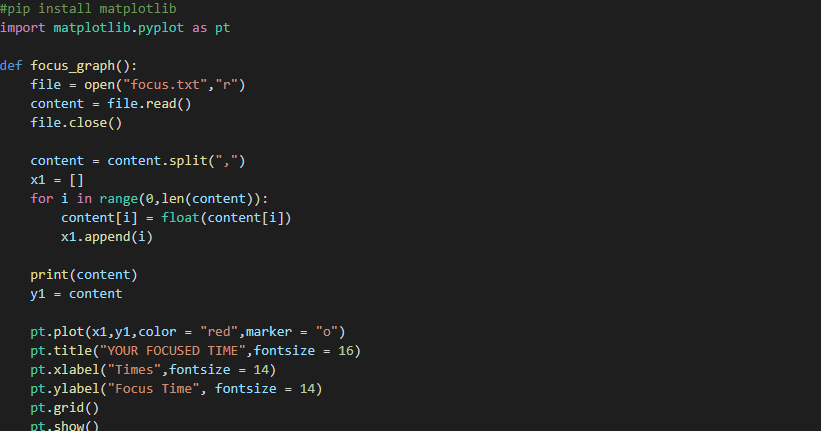 #pip install matplotlib
import matplotlib.pyplot as pt
def focus_graph():
file = open("focus.txt","r")
content = file.read()
file.close()
content = content.split(",")
x1 = []
for i in range(0,len(content)):
content[i] = float(content[i])
x1.append(i)
print(content)
y1 = content
pt.plot(x1,y1,color = "red",marker = "o")
pt.title("YOUR FOCUSED TIME",fontsize = 16)
pt.xlabel("Times",fontsize = 14)
pt.ylabel("Focus Time", fontsize = 14)
pt.grid()
pt.show()